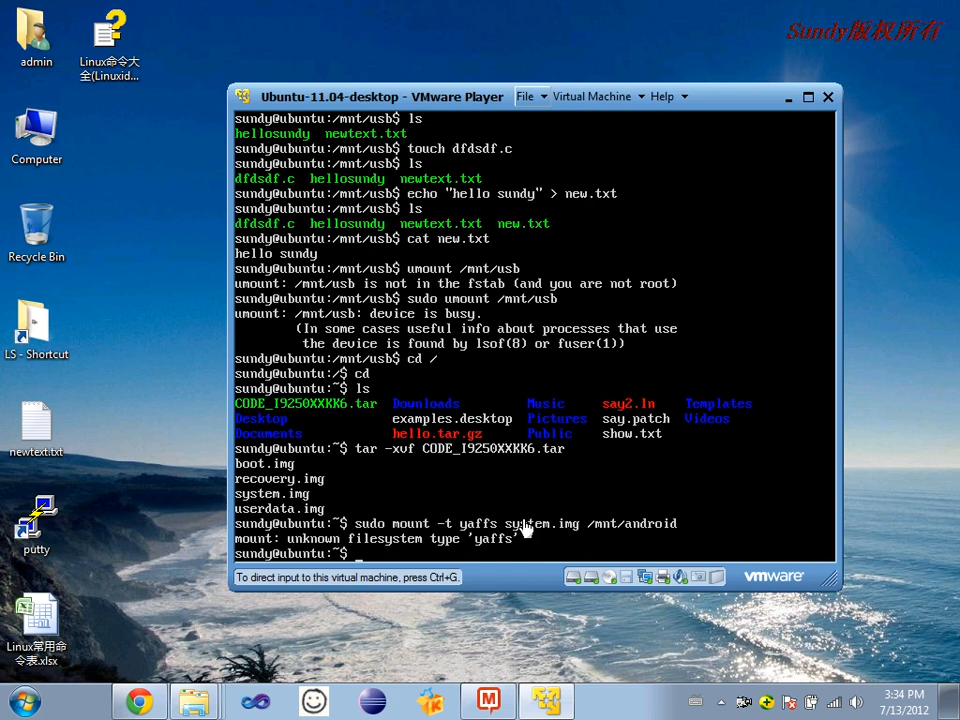 admin
Linux命令大
全(Linuxid...
Sundy版权所有
Computer
Recycle Bin
LS - Shortcut
newtext.txt
putty
Linux常用命
令表.xlsx
Ubuntu-11.04-desktop - VMware Player File Virtual Machine Help
sundy@ubuntu:/mnt/usb$ ls
hellosundy newtext.txt
sundy@ubuntu:/mnt/usb$ touch dfdsdf.c
sundy@ubuntu:/mnt/usb$ ls
dfdsdf.c hellosundy newtext.txt
sundy@ubuntu:/mnt/usb$ echo "hello sundy" > new.txt
sundy@ubuntu:/mnt/usb$ ls
dfdsdf.c hellosundy newtext.txt new.txt
sundy@ubuntu:/mnt/usb$ cat new.txt
hello sundy
sundy@ubuntu:/mnt/usb$ umount /mnt/usb
umount: /mnt/usb is not in the fstab (and you are not root)
sundy@ubuntu:/mnt/usb$ sudo umount /mnt/usb
umount: /mnt/usb: device is busy.
(In some cases useful info about processes that use
the device is found by lsof(8) or fuser(1))
sundy@ubuntu:/mnt/usb$ cd /
sundy@ubuntu:/$ cd
sundy@ubuntu:~$ ls
CODE_I9250XXKK6.tar Downloads Music say2.ln Templates
Desktop examples.desktop Pictures say.patch Videos
Documents hello.tar.gz Public show.txt
sundy@ubuntu:~$ tar -xvf CODE_I9250XXKK6.tar
boot.img
recovery.img
system.img
userdata.img
sundy@ubuntu:~$ sudo mount -t yaffs system.img /mnt/android
mount: unknown filesystem type 'yaffs'
sundy@ubuntu:~$ _
To direct input to this virtual machine, press Ctrl+G.
vmware
3:34 PM
7/13/2012